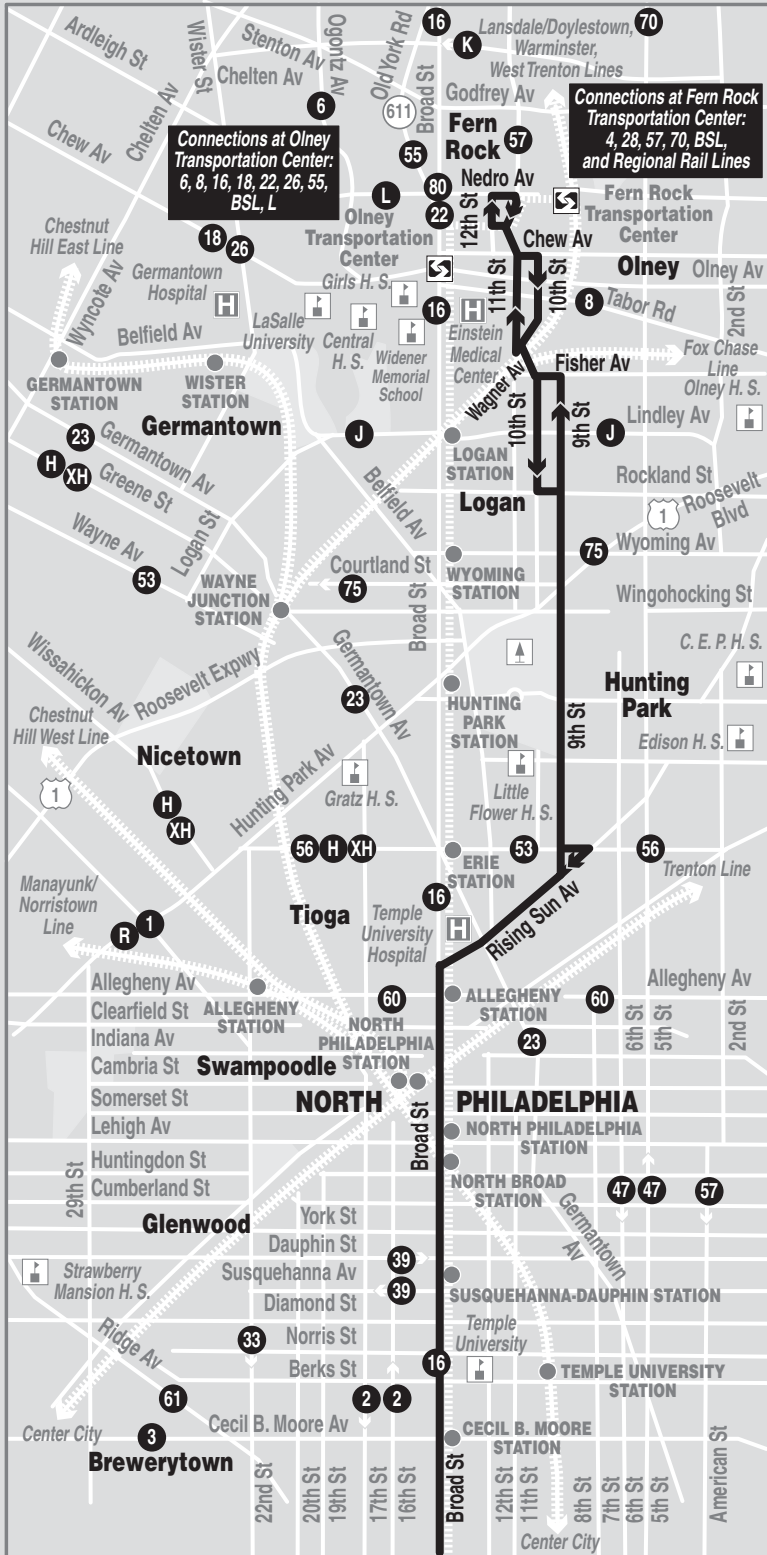 Ardleigh St
Wister St
Stenton Av
Ogontz Av
Old York Rd
16
Broad St
K
Lansdale/Doylestown,
Warminster,
West Trenton Lines
70
Chelten Av
Chelten Av
Chew Av
6
611
Godfrey Av
Fern
Rock
57
55
Connections at Olney
Transportation Center:
6, 8, 16, 18, 22, 26, 55,
BSL, L
Connections at Fern Rock
Transportation Center:
4, 28, 57, 70, BSL,
and Regional Rail Lines
L
80
22
Nedro Av
12th St
Fern Rock
Transportation
Center
Olney
Transportation
Center
Chew Av
Chestnut
Hill East Line
18
26
Wyncote Av
Germantown
Hospital
H
Girls H. S.
11th St
10th St
Olney
Olney Av
Tabor Rd
8
2nd St
16
H
Einstein
Medical
Center
LaSalle
University
Central
H. S.
Widener
Memorial
School
Belfield Av
GERMANTOWN
STATION
WISTER
STATION
Wagner Av
Fisher Av
Fox Chase
Line
Olney H. S.
Germantown
23
Germantown Av
J
LOGAN
STATION
10th St
9th St
J
Lindley Av
H
XH
Greene St
Logan St
Belfield Av
Logan
Rockland St
1
Roosevelt
Blvd
Wayne Av
53
WAYNE
JUNCTION
STATION
Courtland St
75
Broad St
WYOMING
STATION
75
Wyoming Av
Wingohocking St
Wissahickon Av
Roosevelt Expwy
Germantown Av
23
C. E. P. H. S.
HUNTING
PARK
STATION
9th St
Hunting
Park
Edison H. S.
Chestnut
Hill West Line
1
Nicetown
H
XH
Hunting Park Av
Gratz H. S.
Little
Flower H. S.
56
H
XH
ERIE
STATION
53
56
Trenton Line
Manayunk/
Norristown
Line
R
1
Tioga
16
Temple
University
Hospital
H
Rising Sun Av
Allegheny Av
ALLEGHENY
STATION
60
ALLEGHENY
STATION
60
Allegheny Av
Clearfield St
Indiana Av
Cambria St
Swampoodle
NORTH
PHILADELPHIA
STATION
23
6th St
5th St
2nd St
Somerset St
NORTH
PHILADELPHIA
Lehigh Av
Broad St
NORTH PHILADELPHIA
STATION
Huntingdon St
Cumberland St
29th St
NORTH BROAD
STATION
Germantown
Av
47
47
57
Glenwood
York St
Dauphin St
39
Susquehanna Av
39
SUSQUEHANNA-DAUPHIN STATION
Diamond St
Strawberry
Mansion H. S.
Ridge Av
33
Norris St
Berks St
16
Temple
University
TEMPLE UNIVERSITY
STATION
61
2
2
Center City
3
Cecil B. Moore Av
CECIL B. MOORE
STATION
Brewerytown
22nd St
20th St
19th St
17th St
16th St
Broad St
12th St
11th St
8th St
7th St
6th St
5th St
American St
Center City